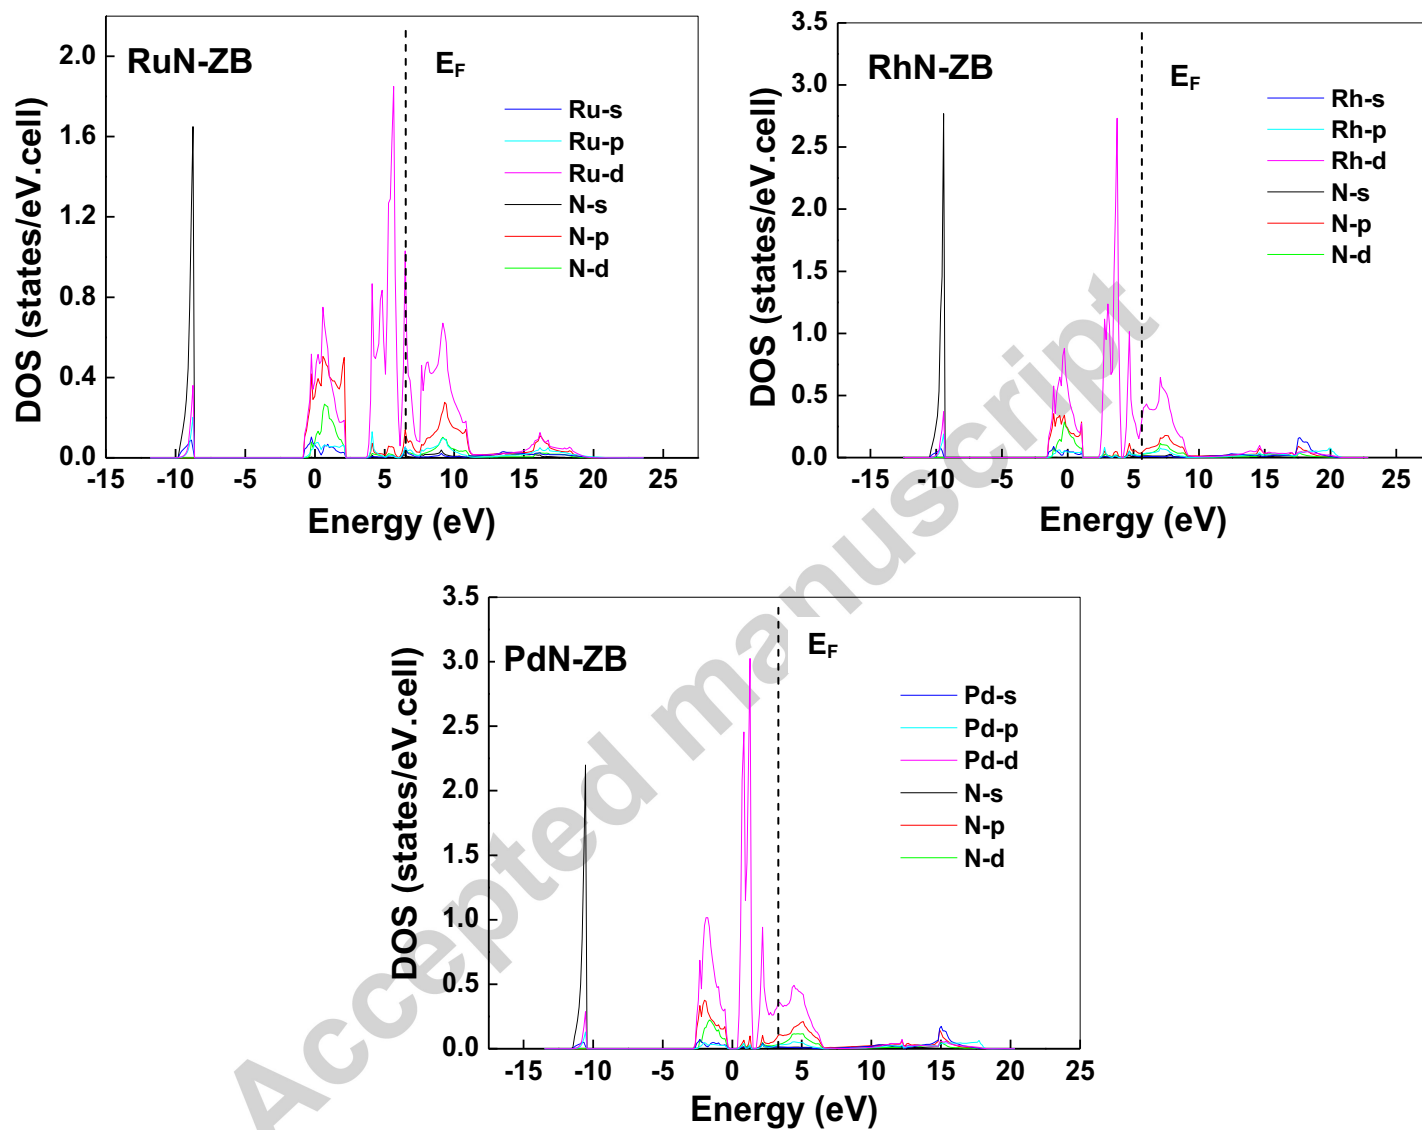 RuN-ZB
E_F
Ru-s
Ru-p
Ru-d
N-s
N-p
N-d
DOS (states/eV.cell)
2.0
1.6
1.2
0.8
0.4
0.0
-15 -10 -5 0 5 10 15 20 25
Energy (eV)
RhN-ZB
E_F
Rh-s
Rh-p
Rh-d
N-s
N-p
N-d
DOS (states/eV.cell)
3.5
3.0
2.5
2.0
1.5
1.0
0.5
0.0
-15 -10 -5 0 5 10 15 20 25
Energy (eV)
PdN-ZB
E_F
Pd-s
Pd-p
Pd-d
N-s
N-p
N-d
DOS (states/eV.cell)
3.5
3.0
2.5
2.0
1.5
1.0
0.5
0.0
-15 -10 -5 0 5 10 15 20 25
Energy (eV)
Accepted manuscript